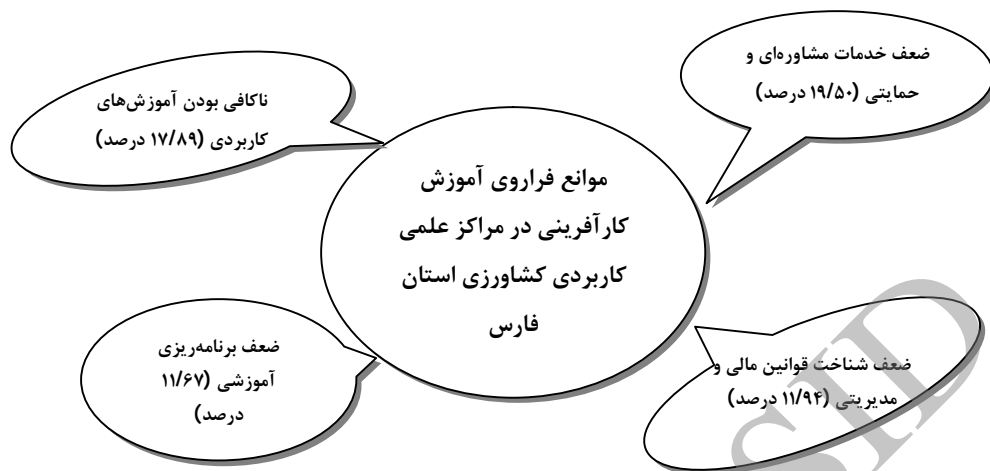 ضعف خدمات مشاوره‌ای و
حمایتی (۱۹/۵۰ درصد)
ناکافی بودن آموزش‌های
کاربردی (۱۷/۸۹ درصد)
موانع فراروی آموزش
کارآفرینی در مراکز علمی
کاربردی کشاورزی استان
فارس
ضعف شناخت قوانین مالی و
مدیریتی (۱۱/۹۴ درصد)
ضعف برنامه‌ریزی
آموزشی (۱۱/۶۷
درصد)
SID